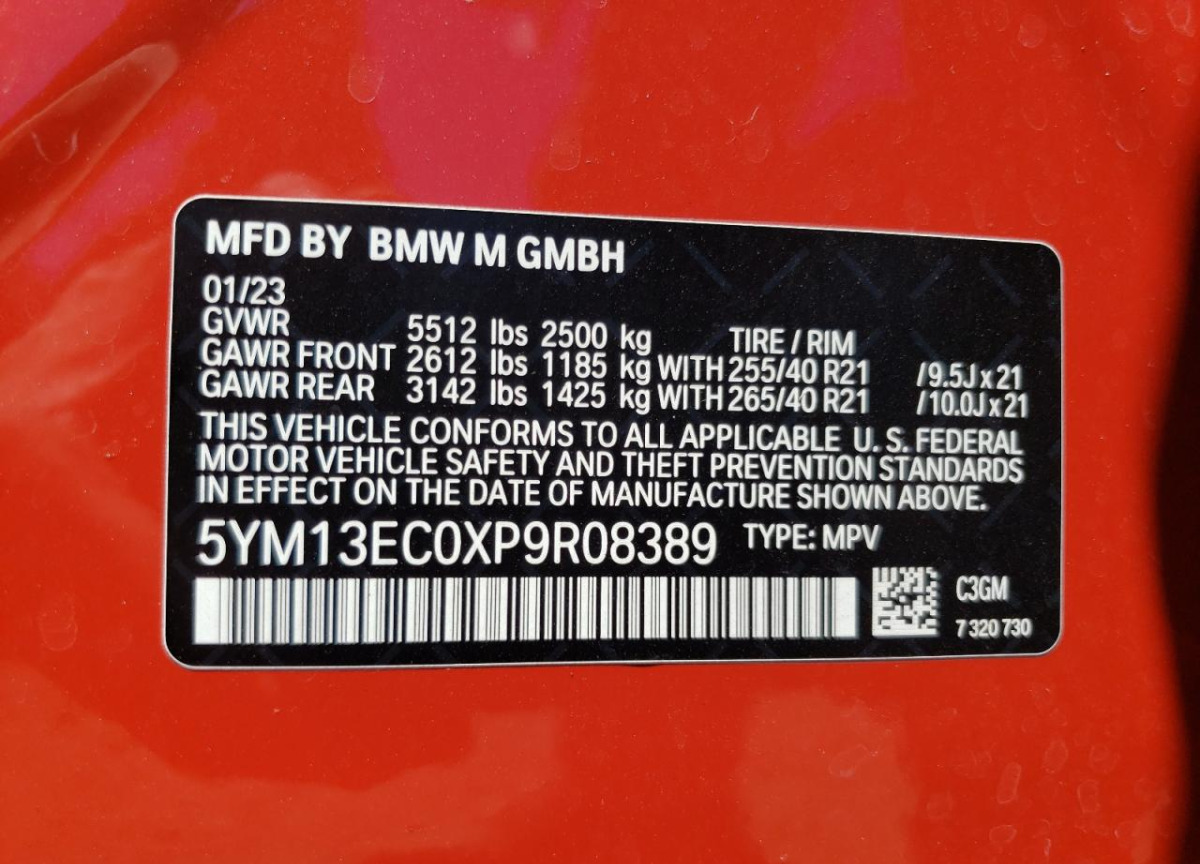 MFD BY BMW M GMBH
01/23
GVWR 5512 lbs 2500 kg TIRE / RIM
GAWR FRONT 2612 lbs 1185 kg WITH 255/40 R21 /9.5J x 21
GAWR REAR 3142 lbs 1425 kg WITH 265/40 R21 /10.0J x 21
THIS VEHICLE CONFORMS TO ALL APPLICABLE U. S. FEDERAL
MOTOR VEHICLE SAFETY AND THEFT PREVENTION STANDARDS
IN EFFECT ON THE DATE OF MANUFACTURE SHOWN ABOVE.
5YM13EC0XP9R08389 TYPE: MPV
C3GM
7 320 730